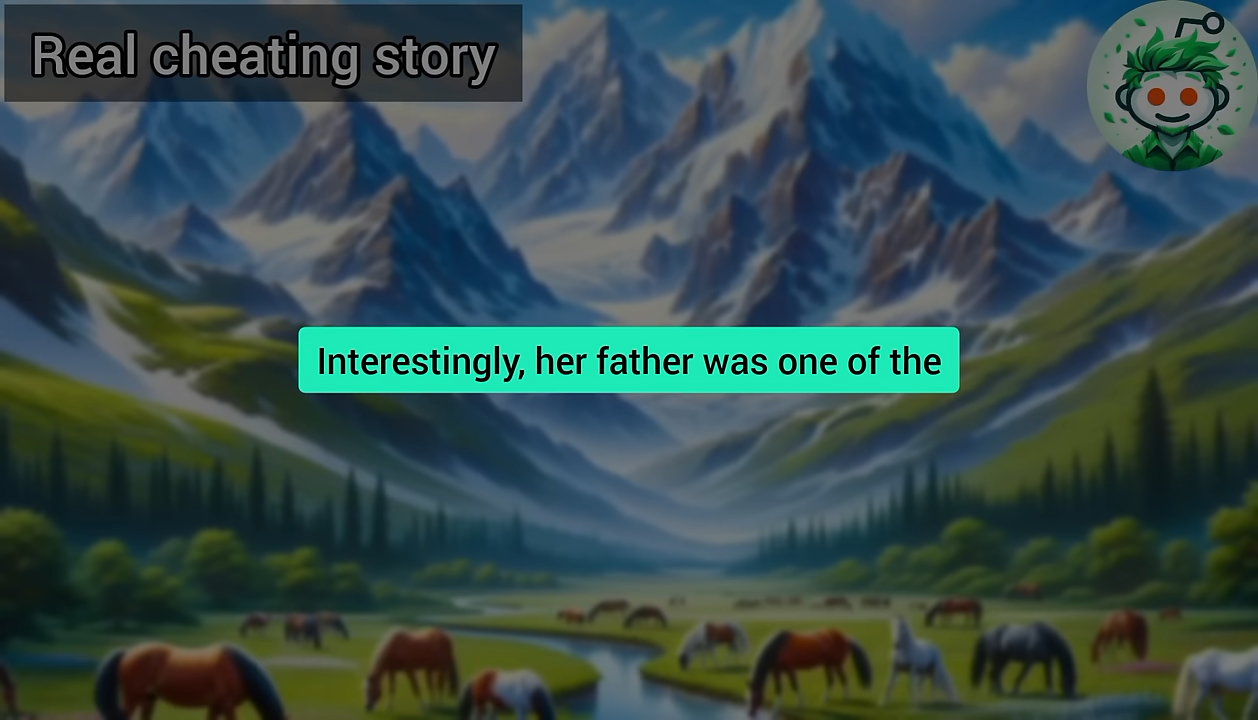 Real cheating story
Interestingly, her father was one of the